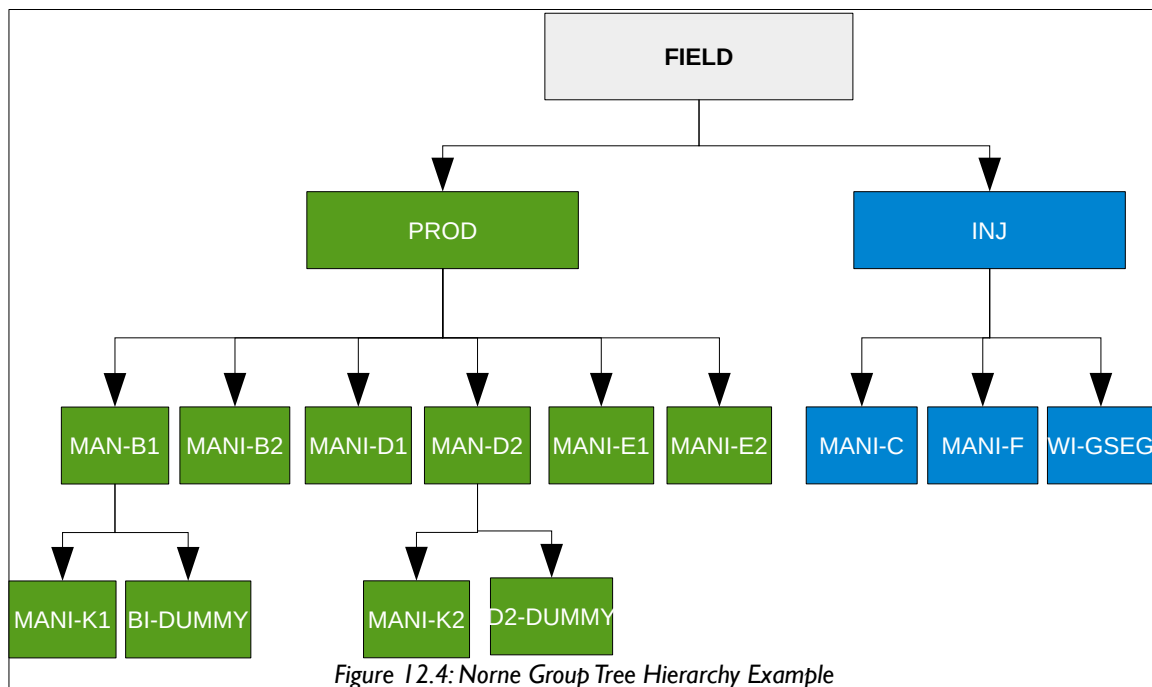 FIELD
PROD
INJ
MAN-B1
MANI-B2
MANI-D1
MAN-D2
MANI-E1
MANI-E2
MANI-C
MANI-F
WI-GSEG
MANI-K1
BI-DUMMY
MANI-K2
D2-DUMMY
Figure 12.4: Norne Group Tree Hierarchy Example